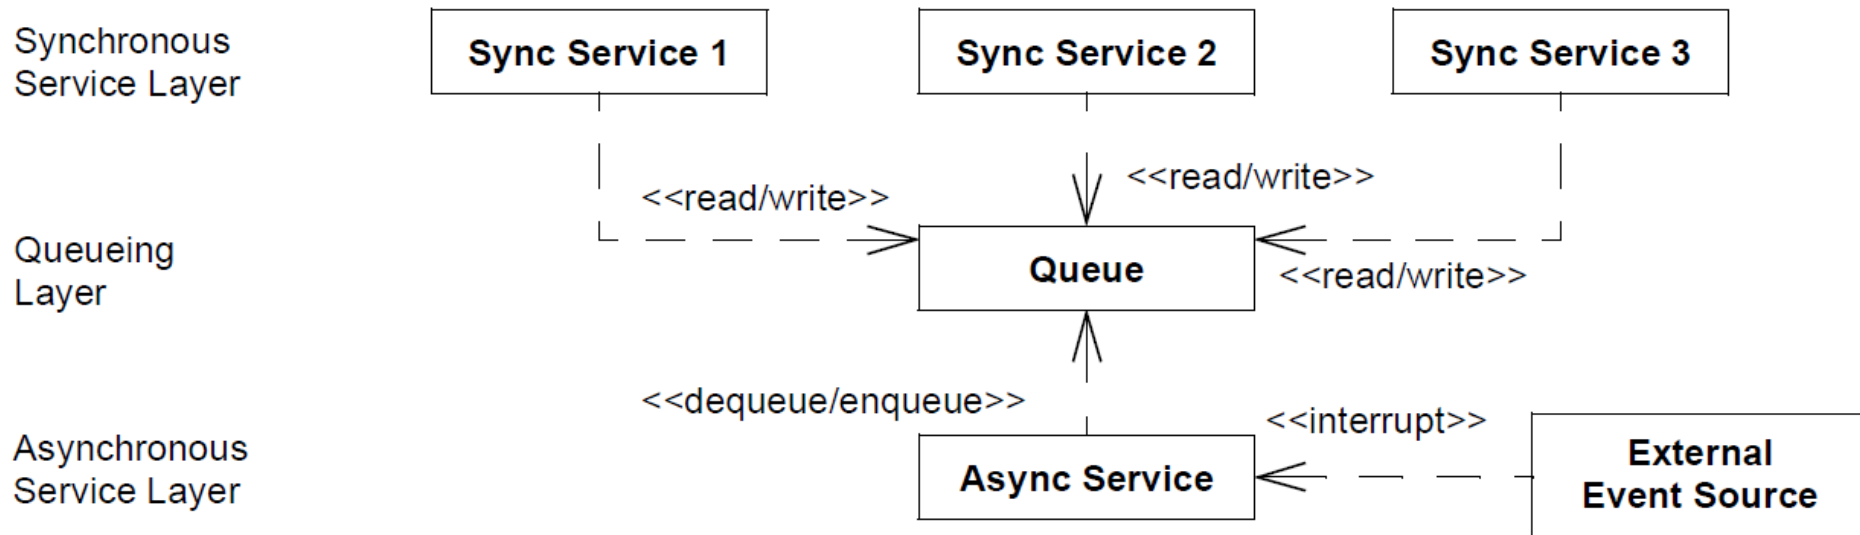 Synchronous
Service Layer
Sync Service 1
Sync Service 2
Sync Service 3
<<read/write>>
<<read/write>>
Queueing
Layer
Queue
<<read/write>>
<<dequeue/enqueue>>
<<interrupt>>
Asynchronous
Service Layer
Async Service
External
Event Source